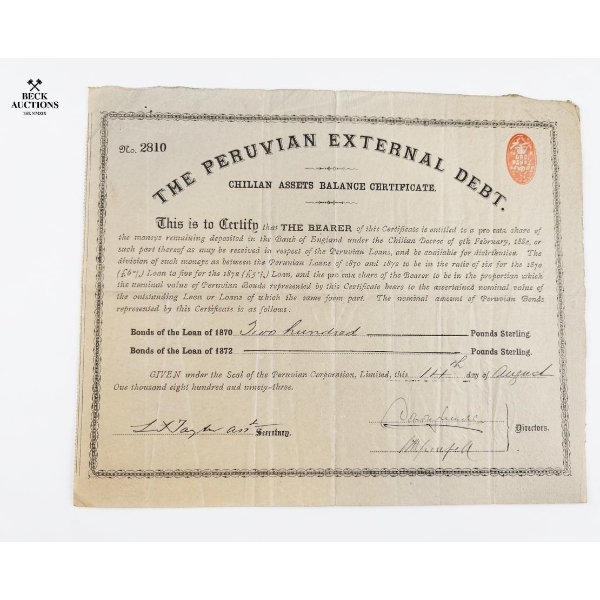 BECK
AUCTIONS
No. 2810
THE PERUVIAN EXTERNAL DEBT.
CHILIAN ASSETS BALANCE CERTIFICATE.
This is to Certify that THE BEARER of this Certificate is entitled to a pro rata share of
the moneys remaining deposited in the Bank of England under the Chilian Decree of 9th February, 1882, or
such part thereof as may be received in respect of the Peruvian Loans, and be available for distribution. The
division of such moneys as between the Peruvian Loans of 1870 and 1872 to be in the ratio of six for the 1870
(£6%) Loan to five for the 1872 (£5%) Loan, and the pro rata share of the Bearer to be in the proportion which
the nominal value of Peruvian Bonds represented by this Certificate bears to the ascertained nominal value of
the outstanding Loan or Loans of which the same form part. The nominal amount of Peruvian Bonds
represented by this Certificate is as follows:
Bonds of the Loan of 1870 Two hundred Pounds Sterling.
Bonds of the Loan of 1872 Pounds Sterling.
GIVEN under the Seal of the Peruvian Corporation, Limited, this 14th day of August
One thousand eight hundred and ninety-three.
Taylor asst Secretary.
Directors.